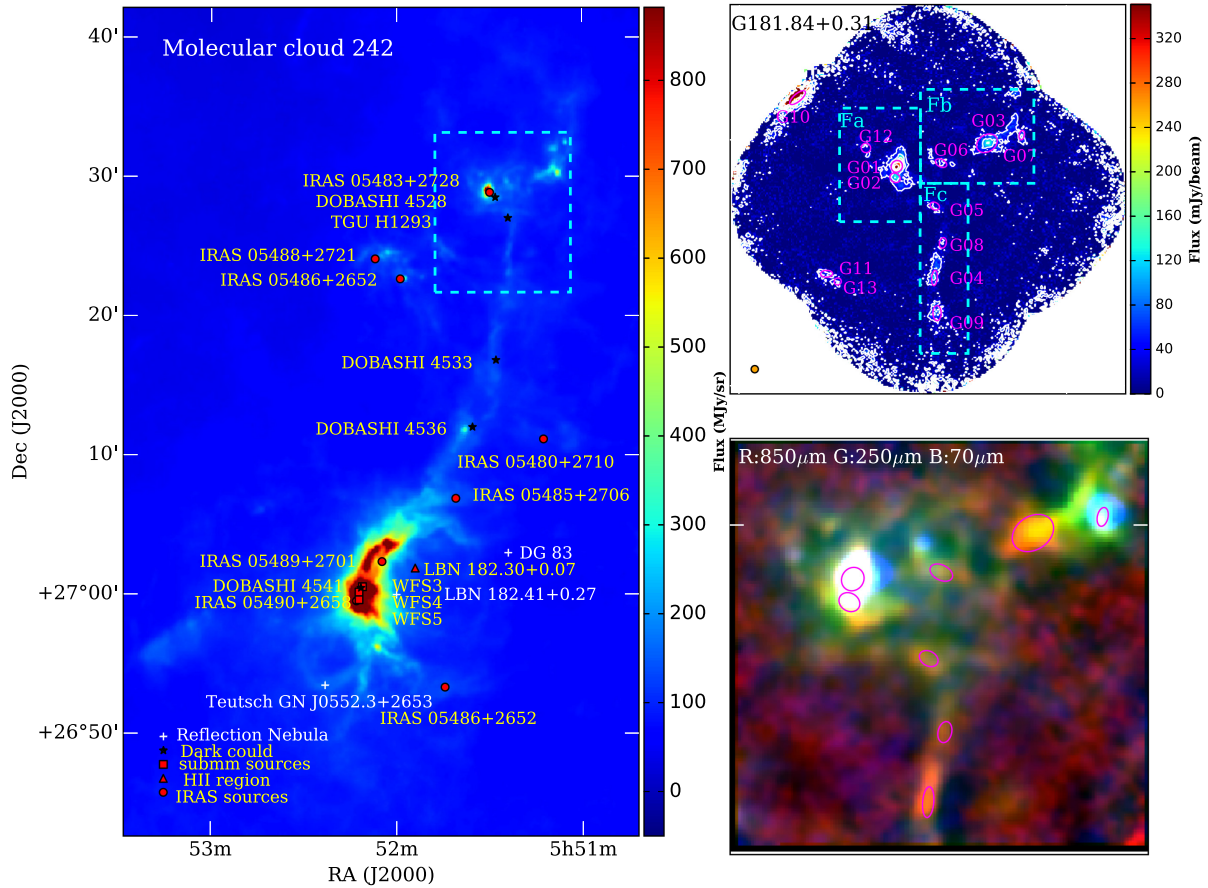 Molecular cloud 242
40'
30'
20'
10'
+27°00'
+26°50'
Dec (J2000)
53m
52m
5h51m
RA (J2000)
IRAS 05483+2728
DOBASHI 4528
TGU H1293
IRAS 05488+2721
IRAS 05486+2652
DOBASHI 4533
DOBASHI 4536
IRAS 05480+2710
IRAS 05485+2706
DG 83
IRAS 05489+2701
LBN 182.30+0.07
DOBASHI 4541
WFS3
LBN 182.41+0.27
IRAS 05490+2658
WFS4
WFS5
Teutsch GN J0552.3+2653
IRAS 05486+2652
Reflection Nebula
Dark could
submm sources
HII region
IRAS sources
800
700
600
500
400
300
200
100
0
Flux (MJy/sr)
G181.84+0.31
Fa
Fb
Fc
G10
G12
G01
G02
G03
G06
G07
G05
G08
G04
G09
G11
G13
320
280
240
200
160
120
80
40
0
Flux (mJy/beam)
R:850μm G:250μm B:70μm